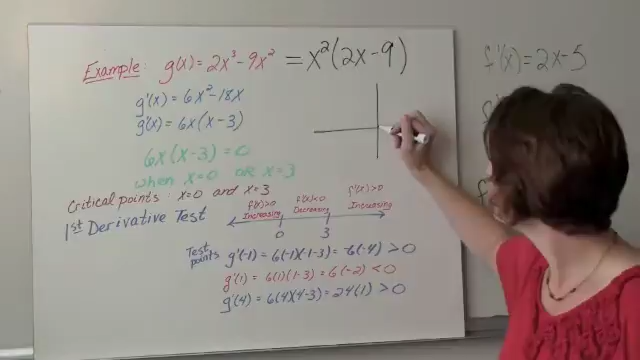 Example: g(x) = 2x³ - 9x² = x²(2x - 9)
g'(x) = 6x² - 18x
g'(x) = 6x(x - 3)
6x(x - 3) = 0
when x = 0 or x = 3
Critical points: x = 0 and x = 3
1st Derivative Test
f'(x) > 0 f'(x) < 0 f'(x) > 0
Increasing Decreasing Increasing
0 3
Test points g'(-1) = 6(-1)(-1-3) = -6(-4) > 0
g'(1) = 6(1)(1-3) = 6(-2) < 0
g'(4) = 6(4)(4-3) = 24(1) > 0
f'(x) = 2x - 5